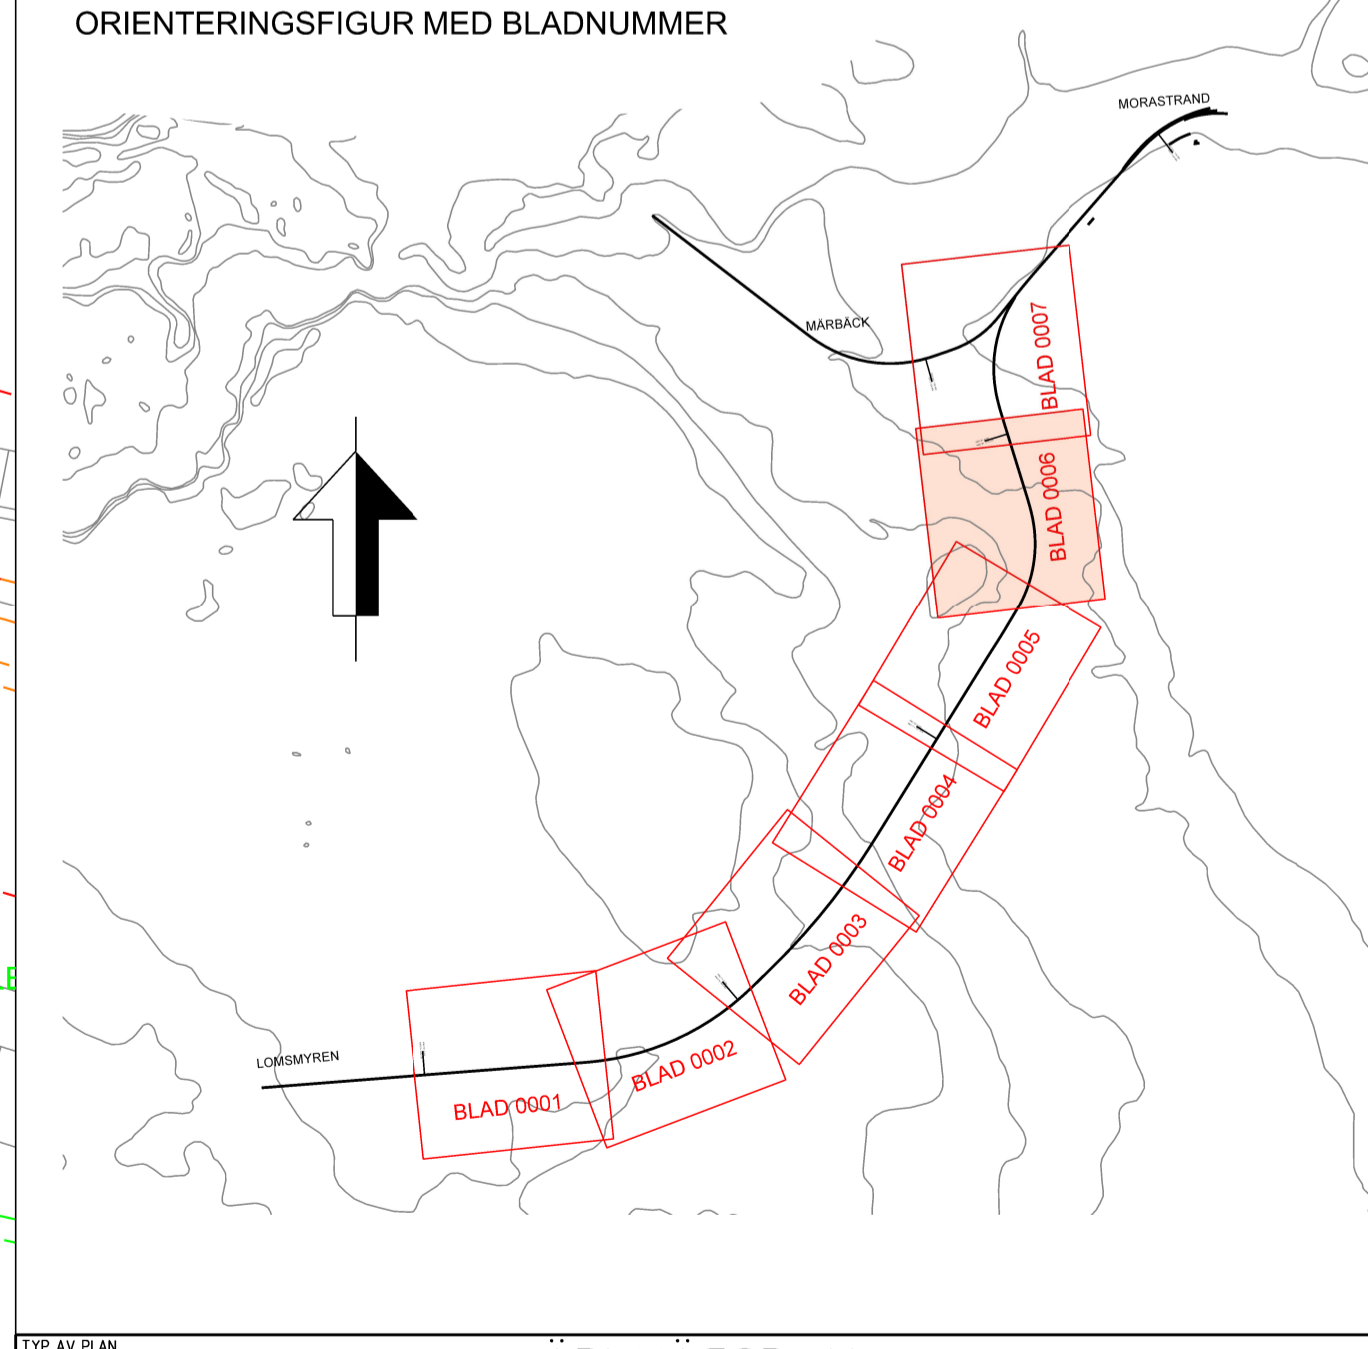 ORIENTERINGSFIGUR MED BLADNUMMER
MORASTRAND
MÄRBÄCK
BLAD 0007
BLAD 0006
BLAD 0005
BLAD 0004
BLAD 0003
BLAD 0002
LOMSMYREN
BLAD 0001
TYP AV PLAN